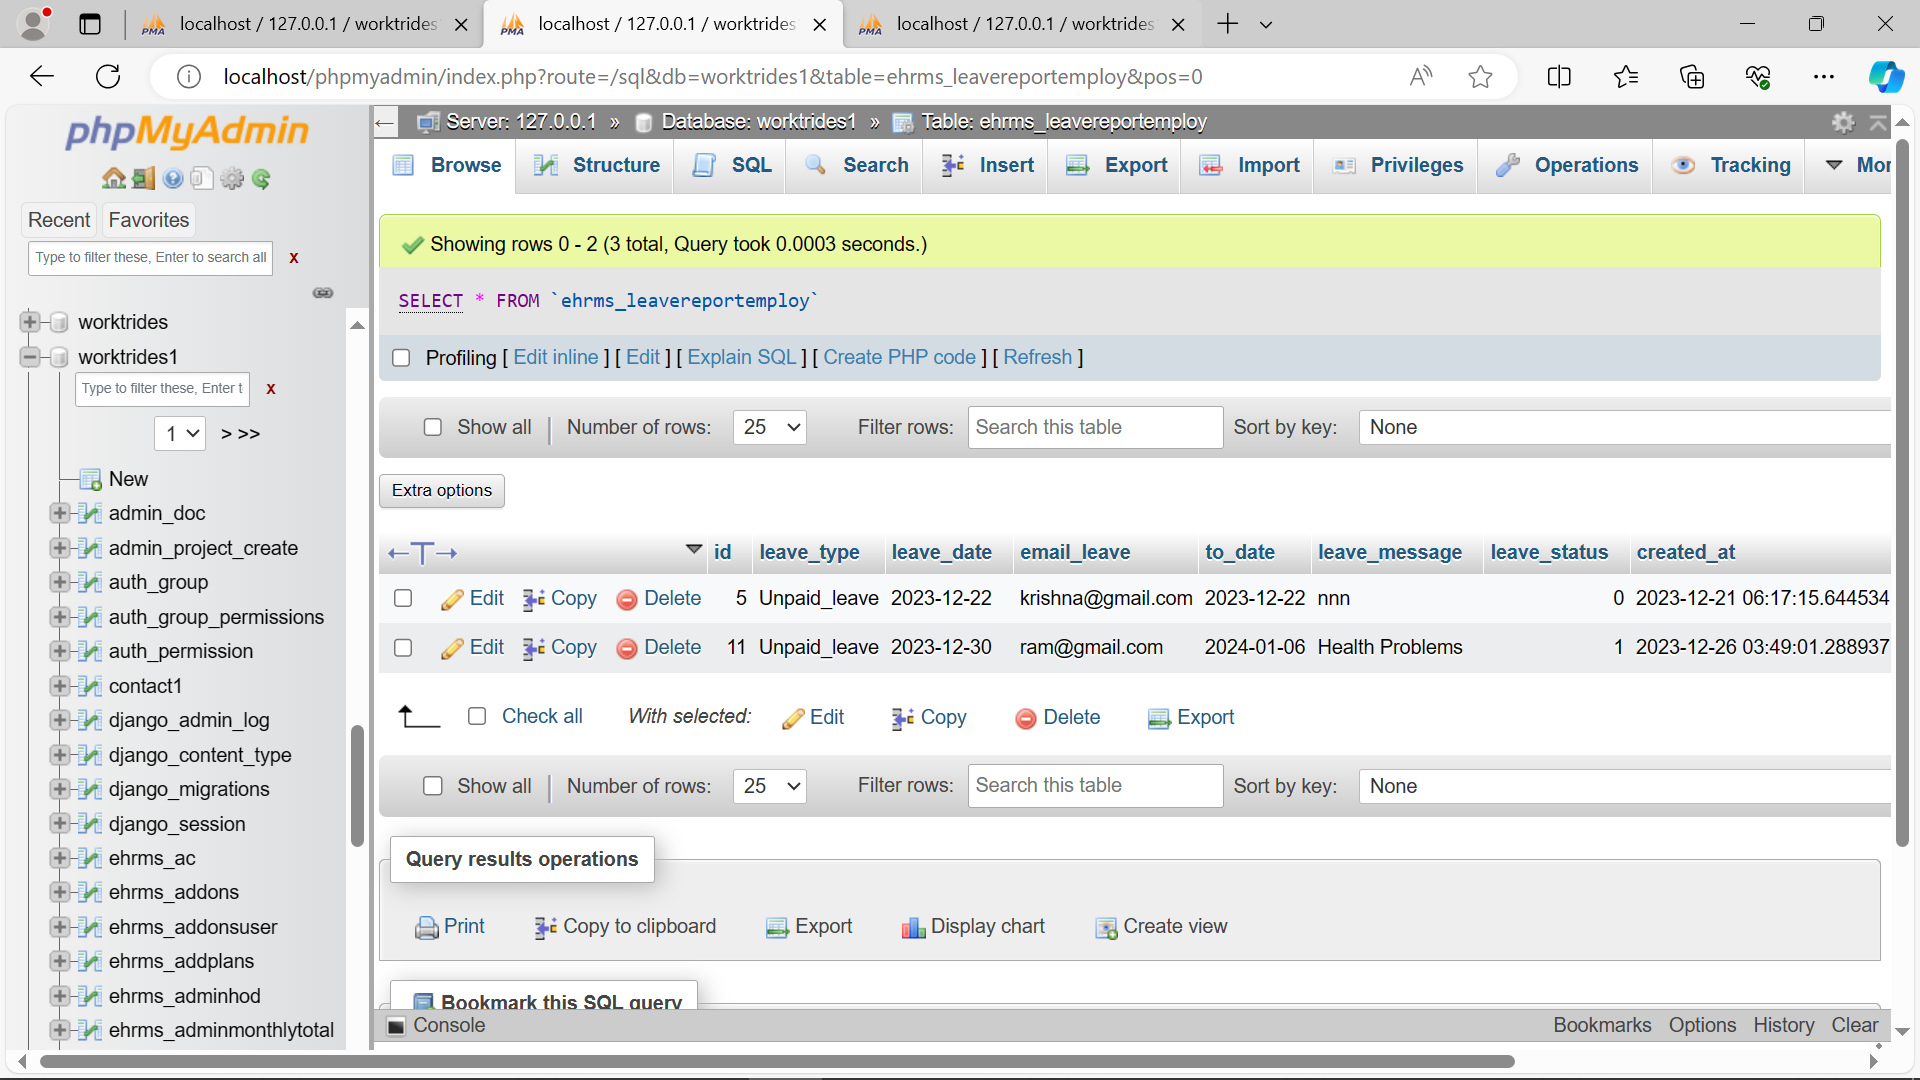 localhost / 127.0.0.1 / worktrides
localhost / 127.0.0.1 / worktrides
localhost / 127.0.0.1 / worktrides
localhost/phpmyadmin/index.php?route=/sql&db=worktrides1&table=ehrms_leavereportemploy&pos=0
phpMyAdmin
Recent Favorites
Type to filter these, Enter to search all X
worktrides
worktrides1
Type to filter these, Enter t X
1 > >>
New
admin_doc
admin_project_create
auth_group
auth_group_permissions
auth_permission
contact1
django_admin_log
django_content_type
django_migrations
django_session
ehrms_ac
ehrms_addons
ehrms_addonsuser
ehrms_addplans
ehrms_adminhod
ehrms_adminmonthlytotal
Server: 127.0.0.1 » Database: worktrides1 » Table: ehrms_leavereportemploy
Browse Structure SQL Search Insert Export Import Privileges Operations Tracking Mor
Showing rows 0 - 2 (3 total, Query took 0.0003 seconds.)
SELECT * FROM `ehrms_leavereportemploy`
Profiling [ Edit inline ] [ Edit ] [ Explain SQL ] [ Create PHP code ] [ Refresh ]
Show all | Number of rows: 25 Filter rows: Search this table Sort by key: None
Extra options
←T→ id leave_type leave_date email_leave to_date leave_message leave_status created_at
Edit Copy Delete 5 Unpaid_leave 2023-12-22 krishna@gmail.com 2023-12-22 nnn 0 2023-12-21 06:17:15.644534
Edit Copy Delete 11 Unpaid_leave 2023-12-30 ram@gmail.com 2024-01-06 Health Problems 1 2023-12-26 03:49:01.288937
Check all With selected: Edit Copy Delete Export
Show all | Number of rows: 25 Filter rows: Search this table Sort by key: None
Query results operations
Print Copy to clipboard Export Display chart Create view
Bookmark this SQL query
Console Bookmarks Options History Clear